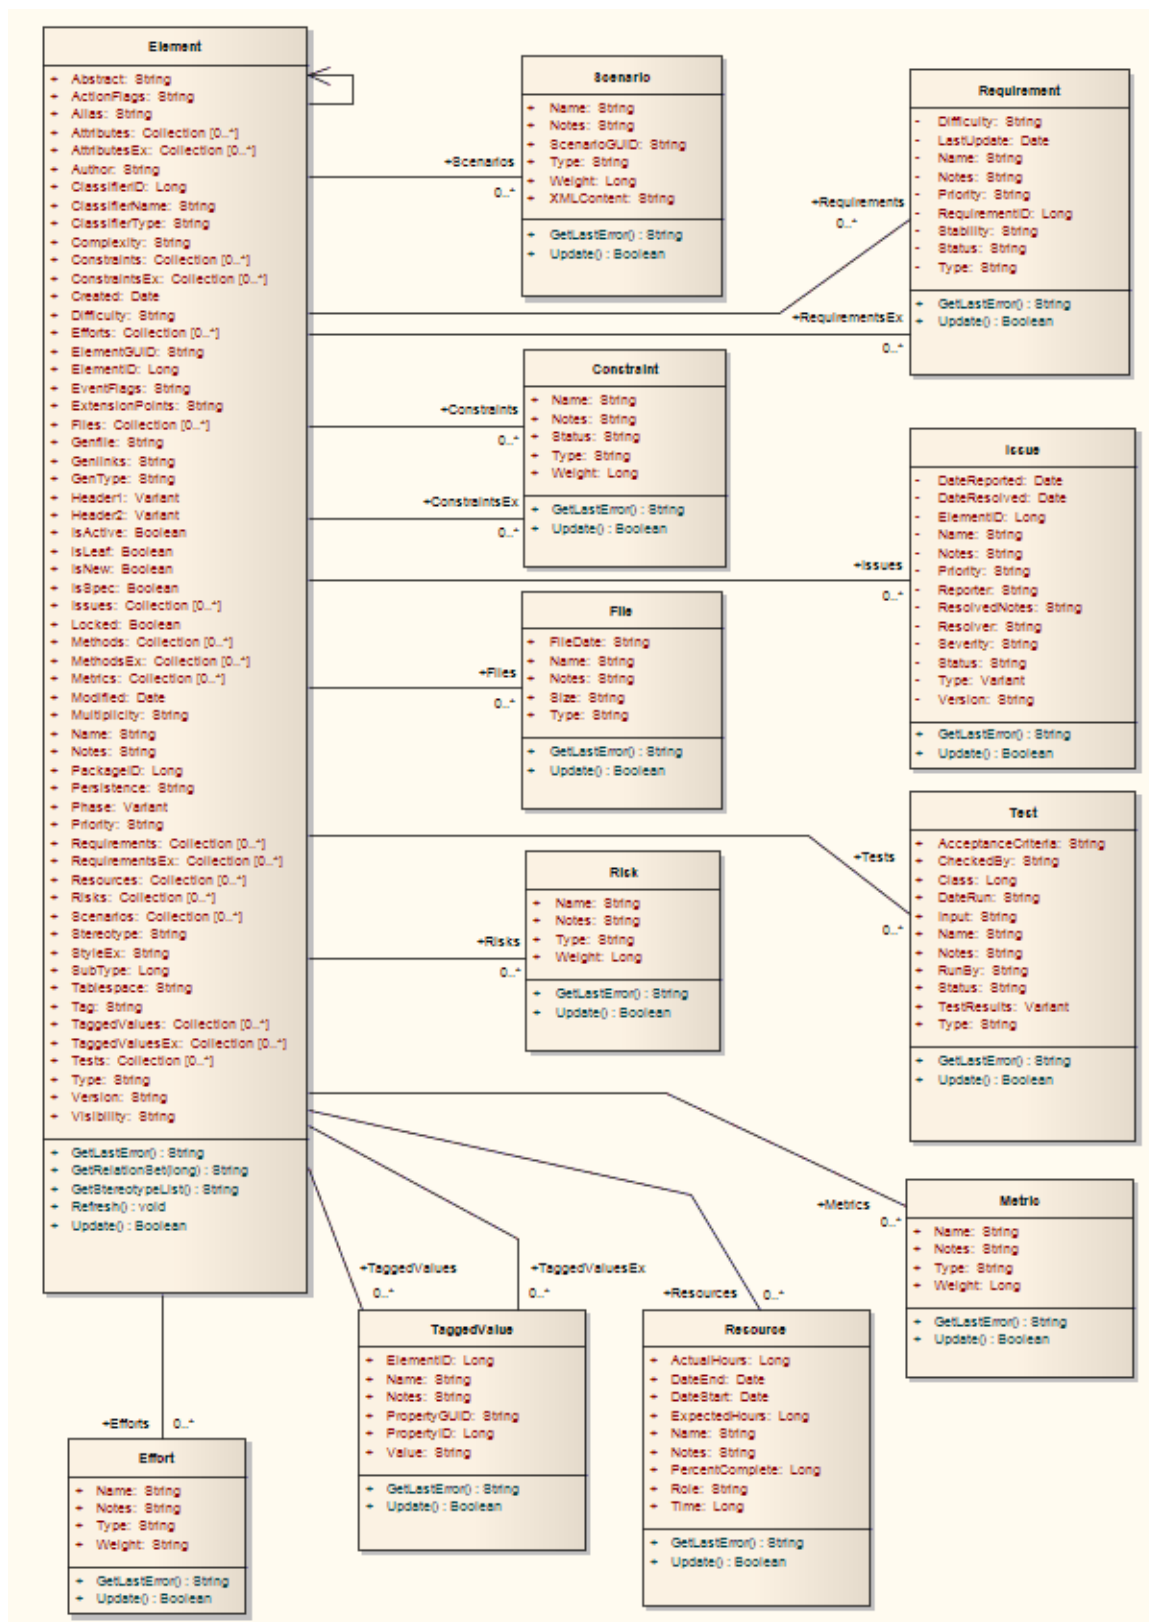 Element
+ Abstract: String
+ ActionFlags: String
+ Alias: String
+ Attributes: Collection [0..*]
+ AttributesEx: Collection [0..*]
+ Author: String
+ ClassifierID: Long
+ ClassifierName: String
+ ClassifierType: String
+ Complexity: String
+ Constraints: Collection [0..*]
+ ConstraintsEx: Collection [0..*]
+ Created: Date
+ Difficulty: String
+ Efforts: Collection [0..*]
+ ElementGUID: String
+ ElementID: Long
+ EventFlags: String
+ ExtensionPoints: String
+ Files: Collection [0..*]
+ Genfile: String
+ Genlinks: String
+ GenType: String
+ Header1: Variant
+ Header2: Variant
+ IsActive: Boolean
+ IsLeaf: Boolean
+ IsNew: Boolean
+ IsSpec: Boolean
+ Issues: Collection [0..*]
+ Locked: Boolean
+ Methods: Collection [0..*]
+ MethodsEx: Collection [0..*]
+ Metrics: Collection [0..*]
+ Modified: Date
+ Multiplicity: String
+ Name: String
+ Notes: String
+ PackageID: Long
+ Persistence: String
+ Phase: Variant
+ Priority: String
+ Requirements: Collection [0..*]
+ RequirementsEx: Collection [0..*]
+ Resources: Collection [0..*]
+ Risks: Collection [0..*]
+ Scenarios: Collection [0..*]
+ Stereotype: String
+ StyleEx: String
+ SubType: Long
+ Tablespace: String
+ Tag: String
+ TaggedValues: Collection [0..*]
+ TaggedValuesEx: Collection [0..*]
+ Tests: Collection [0..*]
+ Type: String
+ Version: String
+ Visibility: String
+ GetLastError() : String
+ GetRelationSet(long) : String
+ GetStereotypeList() : String
+ Refresh() : void
+ Update() : Boolean
+Scenarios
0..*
Scenario
+ Name: String
+ Notes: String
+ ScenarioGUID: String
+ Type: String
+ Weight: Long
+ XMLContent: String
+ GetLastError() : String
+ Update() : Boolean
+Requirements
0..*
+RequirementsEx
0..*
Requirement
- Difficulty: String
- LastUpdate: Date
- Name: String
- Notes: String
- Priority: String
- RequirementID: Long
- Stability: String
- Status: String
- Type: String
+ GetLastError() : String
+ Update() : Boolean
+Constraints
0..*
+ConstraintsEx
0..*
Constraint
+ Name: String
+ Notes: String
+ Status: String
+ Type: String
+ Weight: Long
+ GetLastError() : String
+ Update() : Boolean
+Issues
0..*
Issue
- DateReported: Date
- DateResolved: Date
- ElementID: Long
- Name: String
- Notes: String
- Priority: String
- Reporter: String
- ResolvedNotes: String
- Resolver: String
- Severity: String
- Status: String
- Type: Variant
- Version: String
+ GetLastError() : String
+ Update() : Boolean
+Files
0..*
File
+ FileDate: String
+ Name: String
+ Notes: String
+ Size: String
+ Type: String
+ GetLastError() : String
+ Update() : Boolean
+Tests
0..*
Test
+ AcceptanceCriteria: String
+ CheckedBy: String
+ Class: Long
+ DateRun: String
+ Input: String
+ Name: String
+ Notes: String
+ RunBy: String
+ Status: String
+ TestResults: Variant
+ Type: String
+ GetLastError() : String
+ Update() : Boolean
+Risks
0..*
Risk
+ Name: String
+ Notes: String
+ Type: String
+ Weight: Long
+ GetLastError() : String
+ Update() : Boolean
+Metrics
0..*
Metric
+ Name: String
+ Notes: String
+ Type: String
+ Weight: Long
+ GetLastError() : String
+ Update() : Boolean
+TaggedValues
0..*
+TaggedValuesEx
0..*
TaggedValue
+ ElementID: Long
+ Name: String
+ Notes: String
+ PropertyGUID: String
+ PropertyID: Long
+ Value: String
+ GetLastError() : String
+ Update() : Boolean
+Resources
0..*
Resource
+ ActualHours: Long
+ DateEnd: Date
+ DateStart: Date
+ ExpectedHours: Long
+ Name: String
+ Notes: String
+ PercentComplete: Long
+ Role: String
+ Time: Long
+ GetLastError() : String
+ Update() : Boolean
+Efforts
0..*
Effort
+ Name: String
+ Notes: String
+ Type: String
+ Weight: String
+ GetLastError() : String
+ Update() : Boolean